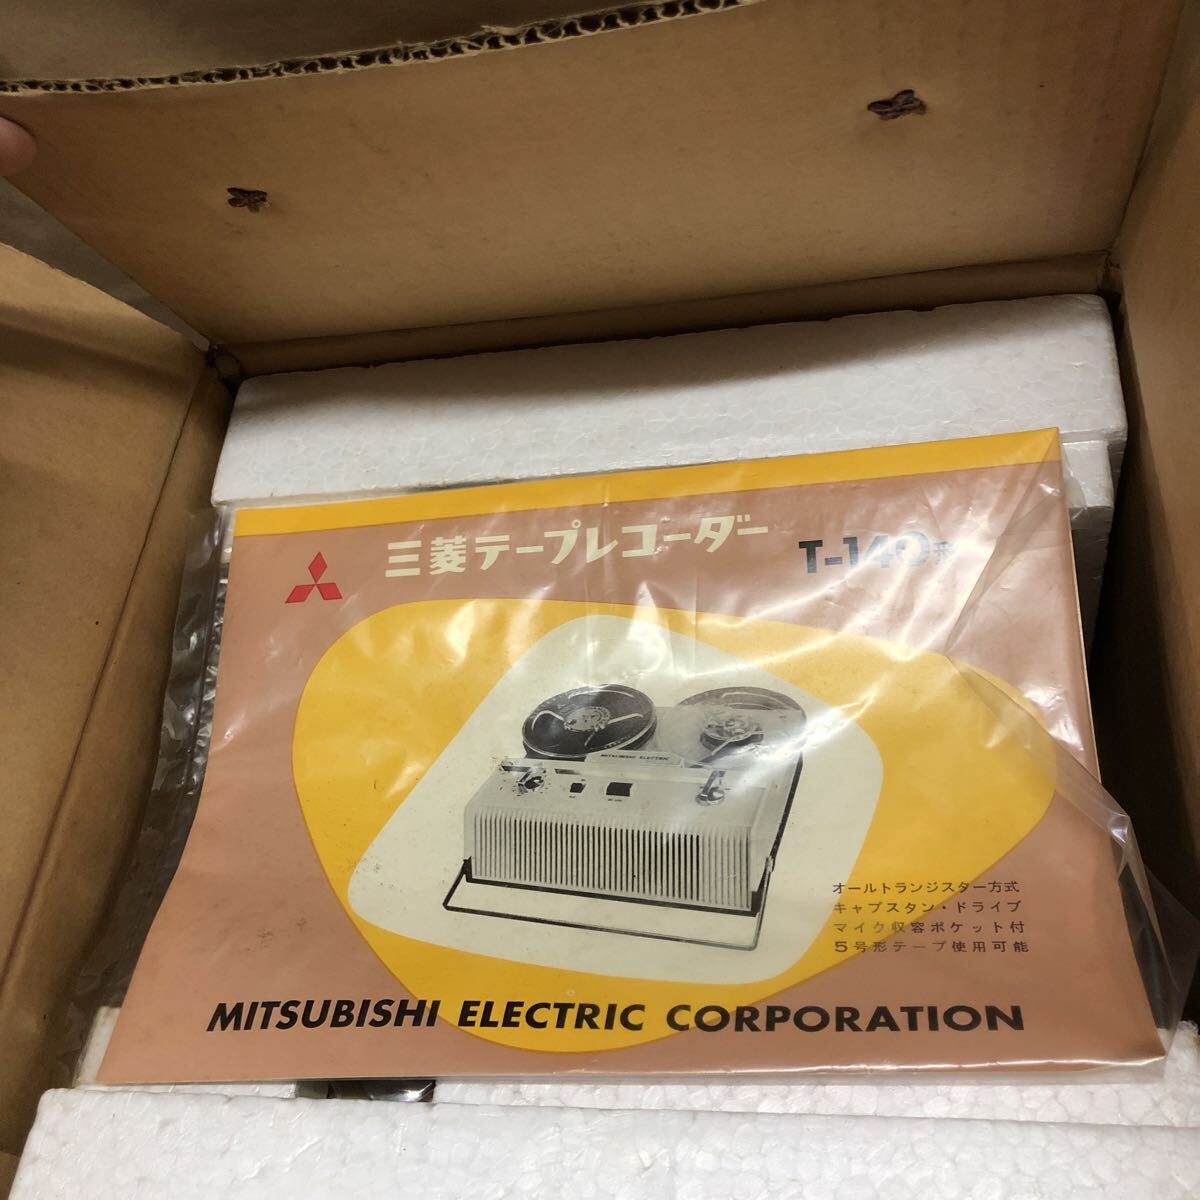 三菱テープレコーダー
MITSUBISHI ELECTRIC
オールトランジスター方式
キャプスタン・ドライブ
マイク収容ポケット付
5号形テープ使用可能
MITSUBISHI ELECTRIC CORPORATION